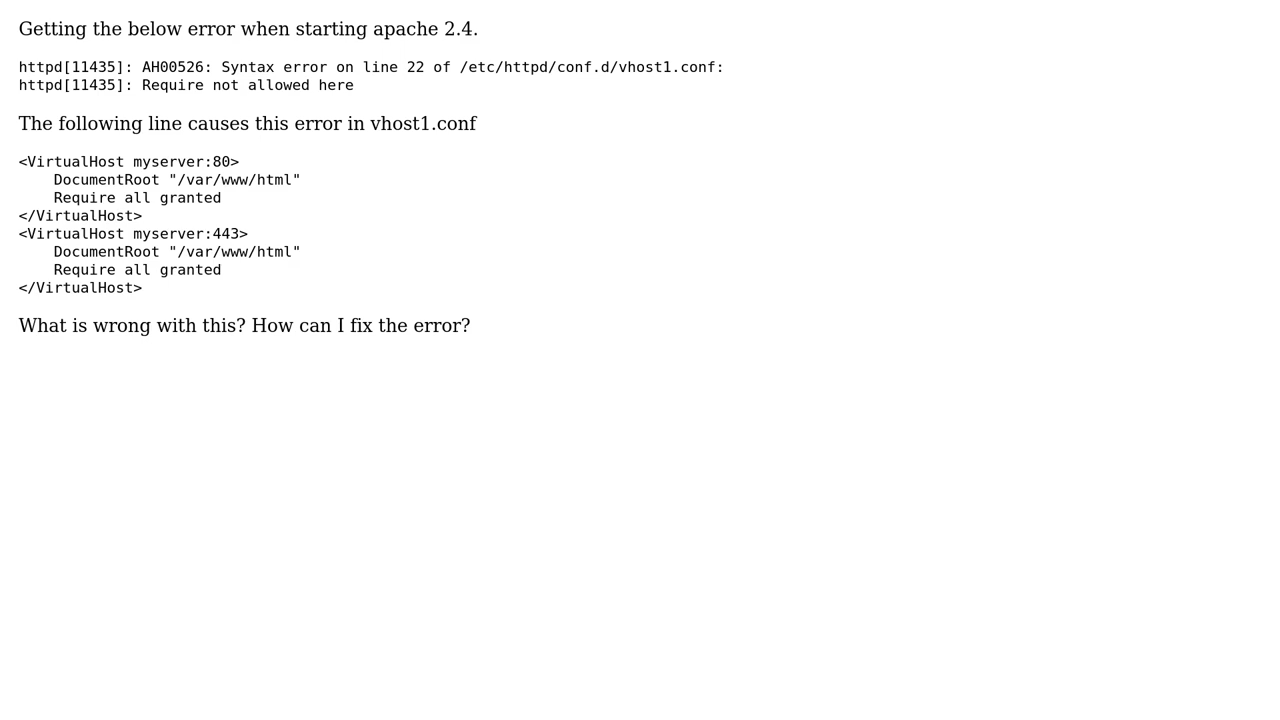 Getting the below error when starting apache 2.4.
httpd[11435]: AH00526: Syntax error on line 22 of /etc/httpd/conf.d/vhost1.conf:
httpd[11435]: Require not allowed here
The following line causes this error in vhost1.conf
<VirtualHost myserver:80>
    DocumentRoot "/var/www/html"
    Require all granted
</VirtualHost>
<VirtualHost myserver:443>
    DocumentRoot "/var/www/html"
    Require all granted
</VirtualHost>
What is wrong with this? How can I fix the error?